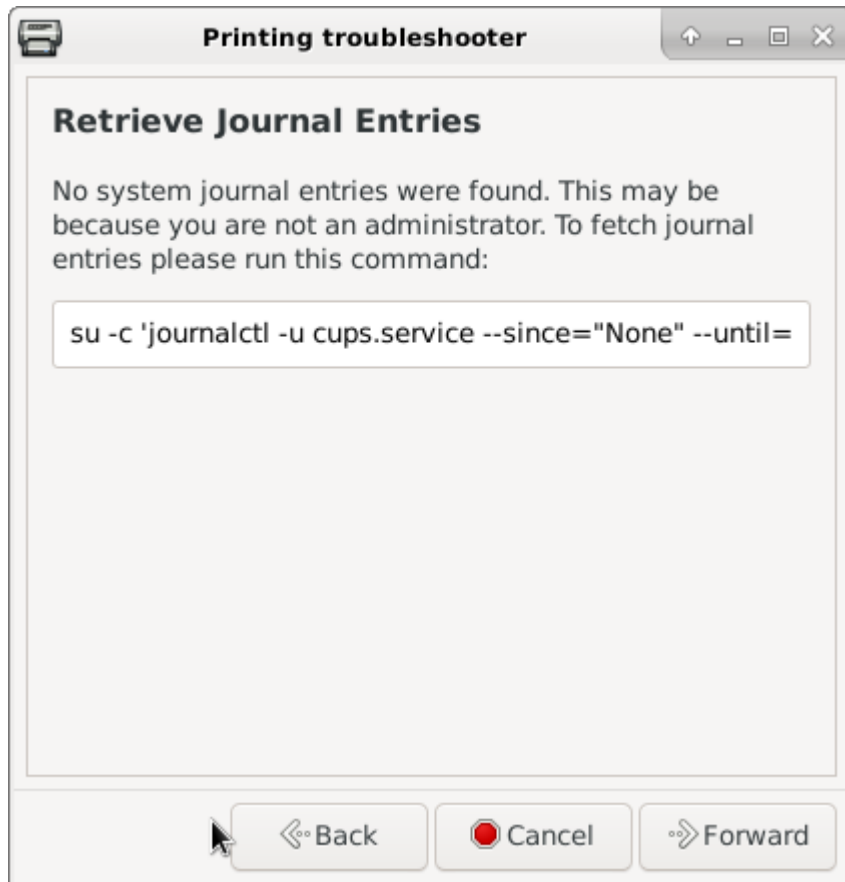 Printing troubleshooter
Retrieve Journal Entries
No system journal entries were found. This may be
because you are not an administrator. To fetch journal
entries please run this command:
su -c 'journalctl -u cups.service --since="None" --until=
Back
Cancel
Forward